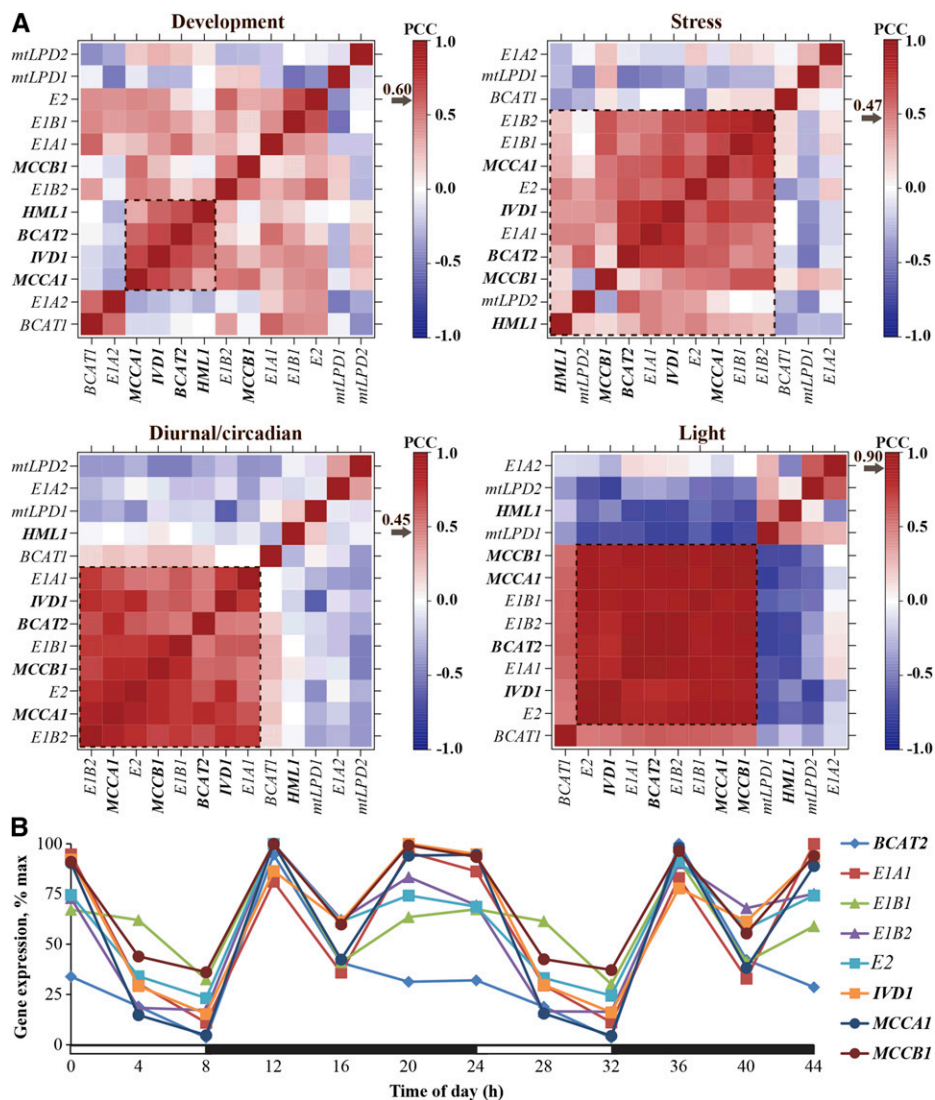 A
Development
Stress
PCC
PCC
mtLPD2
mtLPD1
E2
E1B1
E1A1
MCCB1
E1B2
HML1
BCAT2
IVD1
MCCA1
E1A2
BCAT1
1.0
0.60
0.5
0.0
-0.5
-1.0
BCAT1
E1A2
MCCA1
IVD1
BCAT2
HML1
E1B2
MCCB1
E1A1
E1B1
E2
mtLPD1
mtLPD2
E1A2
mtLPD1
BCAT1
E1B2
E1B1
MCCA1
E2
IVD1
E1A1
BCAT2
MCCB1
mtLPD2
HML1
1.0
0.5
0.47
0.0
-0.5
-1.0
HML1
mtLPD2
MCCB1
BCAT2
E1A1
IVD1
E2
MCCA1
E1B1
E1B2
BCAT1
mtLPD1
E1A2
Diurnal/circadian
Light
PCC
PCC
mtLPD2
E1A2
mtLPD1
HML1
BCAT1
E1A1
IVD1
BCAT2
E1B1
MCCB1
E2
MCCA1
E1B2
1.0
0.5
0.45
0.0
-0.5
-1.0
E1B2
MCCA1
E2
MCCB1
E1B1
BCAT2
IVD1
E1A1
BCAT1
HML1
mtLPD1
E1A2
mtLPD2
E1A2
mtLPD2
HML1
mtLPD1
MCCB1
MCCA1
E1B1
E1B2
BCAT2
E1A1
IVD1
E2
BCAT1
1.0
0.90
0.5
0.0
-0.5
-1.0
BCAT1
E2
IVD1
E1A1
BCAT2
E1B2
E1B1
MCCA1
MCCB1
mtLPD1
HML1
mtLPD2
E1A2
B
Gene expression, % max
100
75
50
25
0
0 4 8 12 16 20 24 28 32 36 40 44
Time of day (h)
BCAT2
E1A1
E1B1
E1B2
E2
IVD1
MCCA1
MCCB1